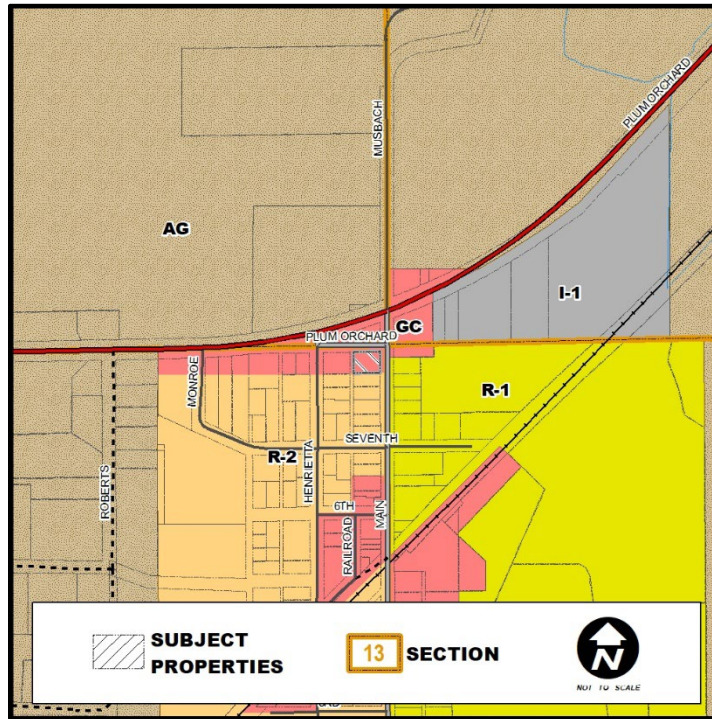 PLUM ORCHARD
MUSBACH
AG
I-1
GC
PLUM ORCHARD
R-1
MONROE
SEVENTH
R-2
HENRIETTA
ROBERTS
6TH
MAIN
RAILROAD
SUBJECT
PROPERTIES
13 SECTION
N
NOT TO SCALE